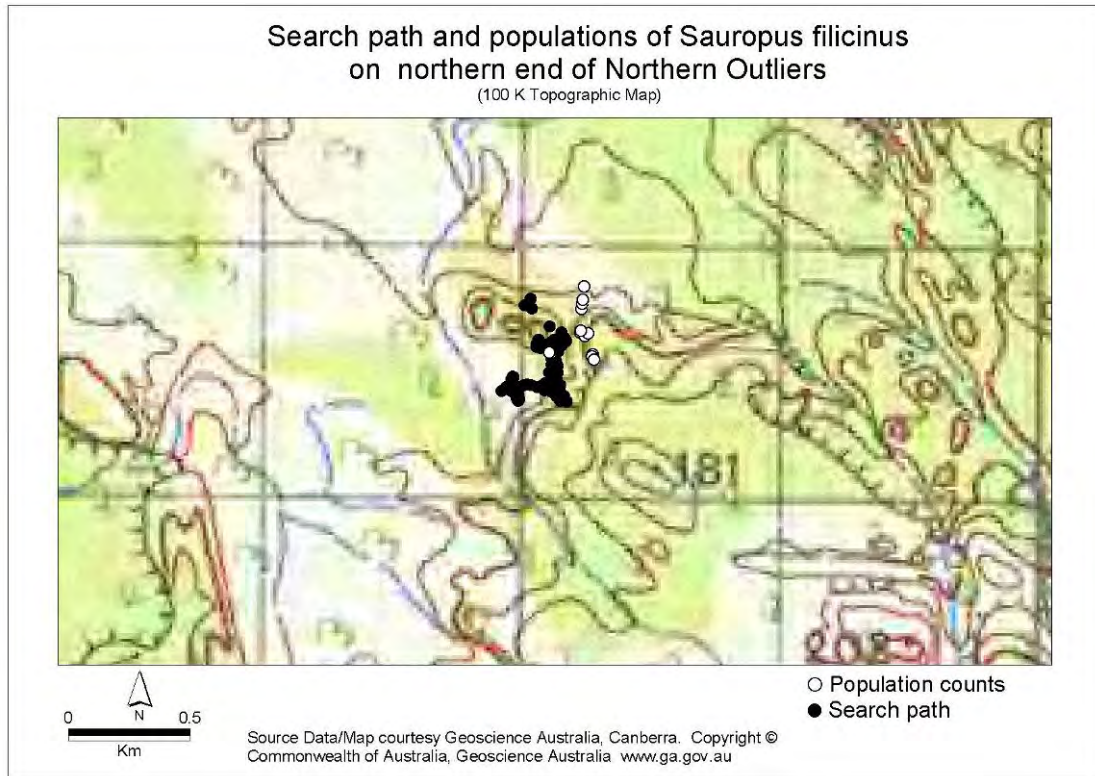 Search path and populations of Sauropus filicinus
on northern end of Northern Outliers
(100 K Topographic Map)
181
N
0 0.5
Km
Population counts
Search path
Source Data/Map courtesy Geoscience Australia, Canberra. Copyright ©
Commonwealth of Australia, Geoscience Australia www.ga.gov.au